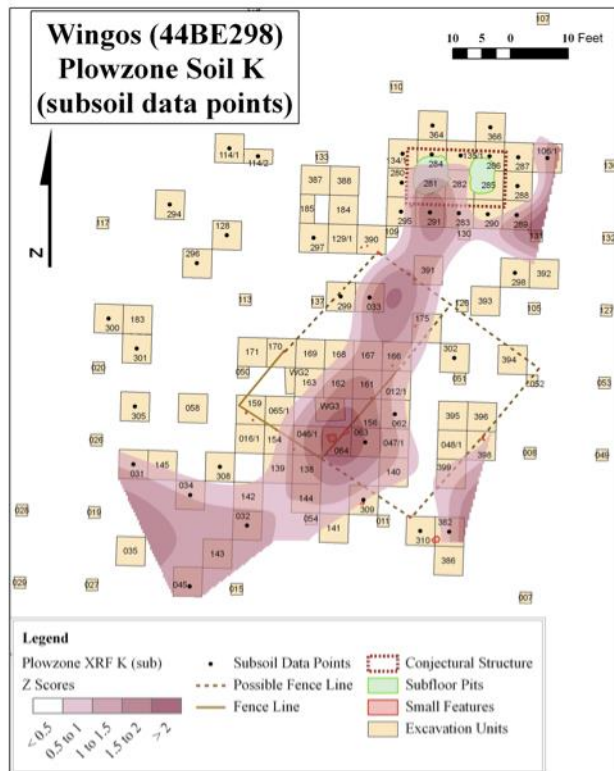 Wingos (44BE298)
Plowzone Soil K
(subsoil data points)
10 5 0 10 Feet
N
107
110
364 366
114/1 114/2 133 134/1 284 135/1 286 287 106/1
387 388 280 281 282 285 288
294 185 184
117 128 295 291 283 290 289
297 129/1 390 109 130 131 132
296 391 298 392
113 137 299 033 126 393 105 127
300 183 175
301 171 170 169 168 167 166 302 394
020 050 WG2 163 162 161 012/1 051 052 053
305 058 159 065/1 WG3 156 062 395 396
026 016/1 154 046/1 064 063 047/1 048/1 398 008 049
031 145 308 139 138 140 399
034 142 144 309
028 019 032 054 141 011 310 382
035 143 386
029 027 045 015 007
Legend
Plowzone XRF K (sub)
Z Scores
< 0.5
0.5 to 1
1 to 1.5
1.5 to 2
> 2
Subsoil Data Points
Possible Fence Line
Fence Line
Conjectural Structure
Subfloor Pits
Small Features
Excavation Units